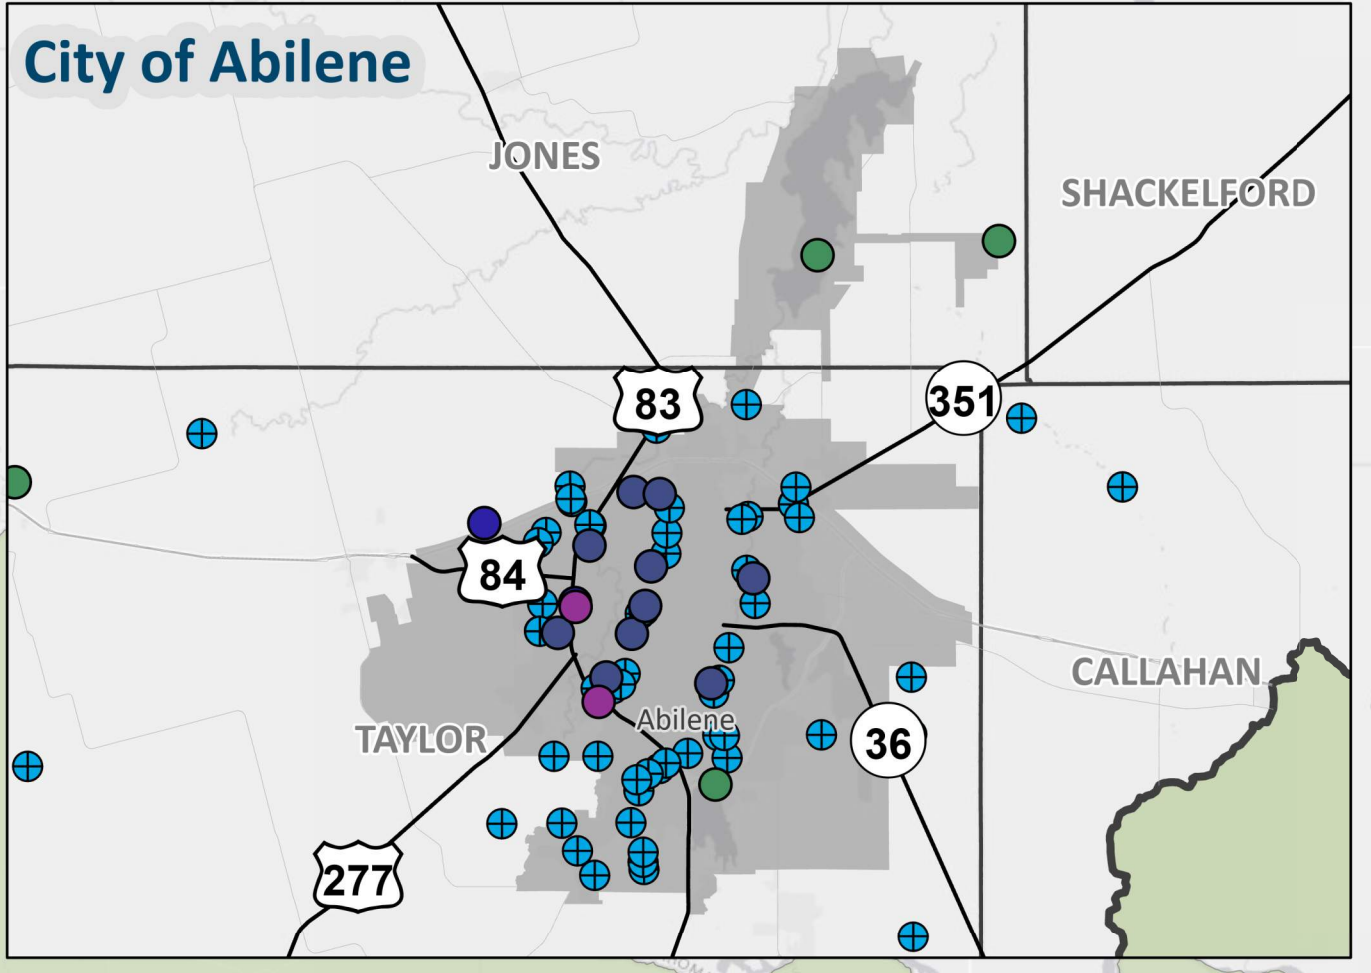 City of Abilene
JONES
SHACKELFORD
83
351
84
CALLAHAN
Abilene
TAYLOR
36
277